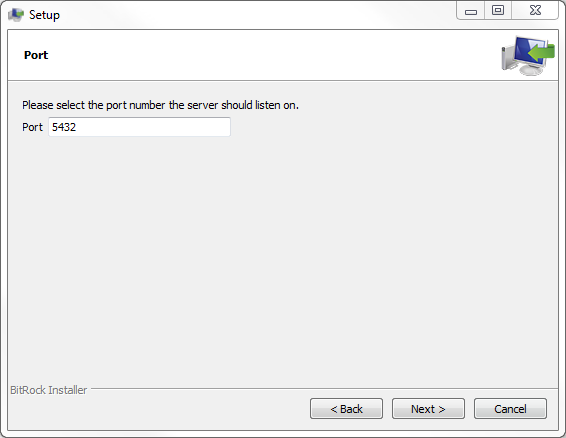 Setup
Port
Please select the port number the server should listen on.
Port 5432
BitRock Installer
< Back Next > Cancel